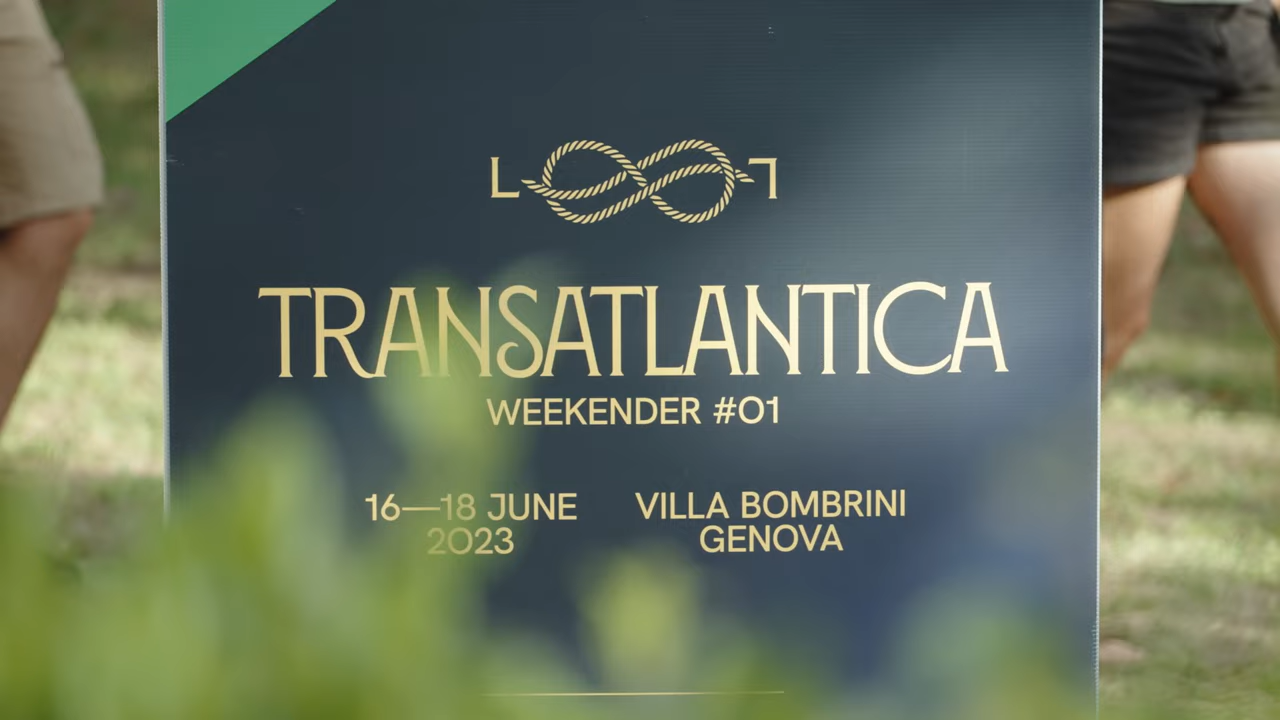 TRANSATLANTICA
WEEKENDER #01
16—18 JUNE
2023
VILLA BOMBRINI
GENOVA